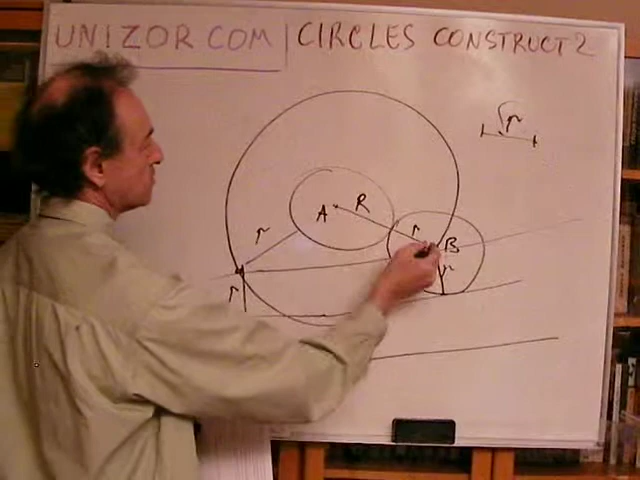 UNIZOR.COM | CIRCLES CONSTRUCT 2
r
A R
r r B
r r